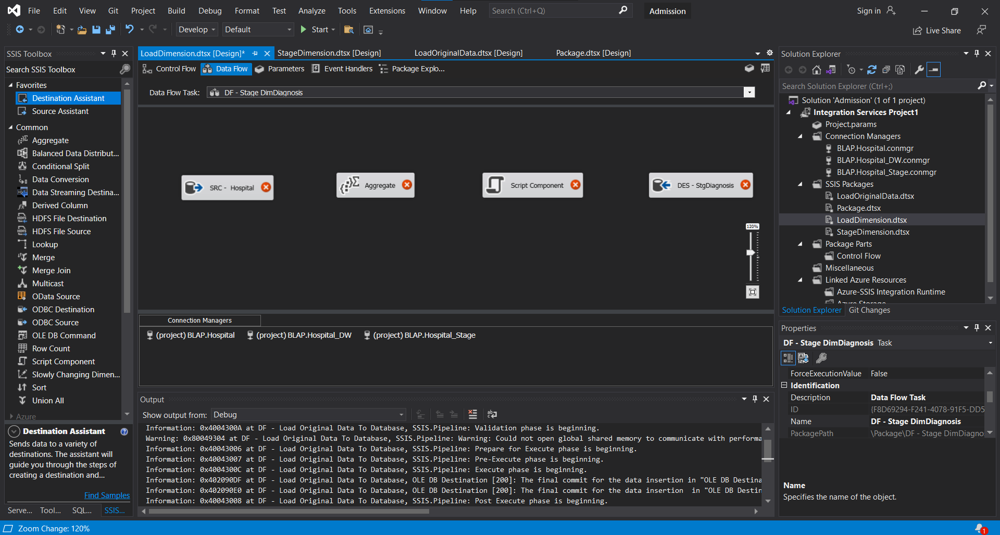 File Edit View Git Project Build Debug Format Test Analyze Tools Extensions Window Help Search (Ctrl+Q) Admission Sign in
Develop Default Start Live Share
SSIS Toolbox
Search SSIS Toolbox
Favorites
Destination Assistant
Source Assistant
Common
Aggregate
Balanced Data Distribut...
Conditional Split
Data Conversion
Data Streaming Destina...
Derived Column
HDFS File Destination
HDFS File Source
Lookup
Merge
Merge Join
Multicast
OData Source
ODBC Destination
ODBC Source
OLE DB Command
Row Count
Script Component
Slowly Changing Dimen...
Sort
Union All
Azure
Destination Assistant
Sends data to a variety of
destinations. The assistant will
guide you through the steps of
creating a destination and...
Find Samples
Serve... Tool... SQL... SSIS...
LoadDimension.dtsx [Design]* StageDimension.dtsx [Design] LoadOriginalData.dtsx [Design] Package.dtsx [Design]
Control Flow Data Flow Parameters Event Handlers Package Explo...
Data Flow Task: DF - Stage DimDiagnosis
SRC - Hospital
Aggregate
Script Component
DES - StgDiagnosis
120%
Connection Managers
(project) BLAP.Hospital (project) BLAP.Hospital_DW (project) BLAP.Hospital_Stage
Output
Show output from: Debug
Information: 0x4004300A at DF - Load Original Data To Database, SSIS.Pipeline: Validation phase is beginning.
Warning: 0x80049304 at DF - Load Original Data To Database, SSIS.Pipeline: Warning: Could not open global shared memory to communicate with performa
Information: 0x40043006 at DF - Load Original Data To Database, SSIS.Pipeline: Prepare for Execute phase is beginning.
Information: 0x40043007 at DF - Load Original Data To Database, SSIS.Pipeline: Pre-Execute phase is beginning.
Information: 0x4004300C at DF - Load Original Data To Database, SSIS.Pipeline: Execute phase is beginning.
Information: 0x402090DF at DF - Load Original Data To Database, OLE DB Destination [200]: The final commit for the data insertion in "OLE DB Destina
Information: 0x402090E0 at DF - Load Original Data To Database, OLE DB Destination [200]: The final commit for the data insertion  in "OLE DB Destin
Information: 0x40043008 at DF - Load Original Data To Database, SSIS.Pipeline: Post Execute phase is beginning.
Solution Explorer
Search Solution Explorer (Ctrl+;)
Solution 'Admission' (1 of 1 project)
Integration Services Project1
Project.params
Connection Managers
BLAP.Hospital.conmgr
BLAP.Hospital_DW.conmgr
BLAP.Hospital_Stage.conmgr
SSIS Packages
LoadOriginalData.dtsx
Package.dtsx
LoadDimension.dtsx
StageDimension.dtsx
Package Parts
Control Flow
Miscellaneous
Linked Azure Resources
Azure-SSIS Integration Runtime
Azure Storage
Solution Explorer Git Changes
Properties
DF - Stage DimDiagnosis Task
ForceExecutionValue False
Identification
Description Data Flow Task
ID {F8D69294-F241-4078-91F5-DD5
Name DF - Stage DimDiagnosis
PackagePath \Package\DF - Stage DimDiagno
Name
Specifies the name of the object.
Zoom Change: 120%
1